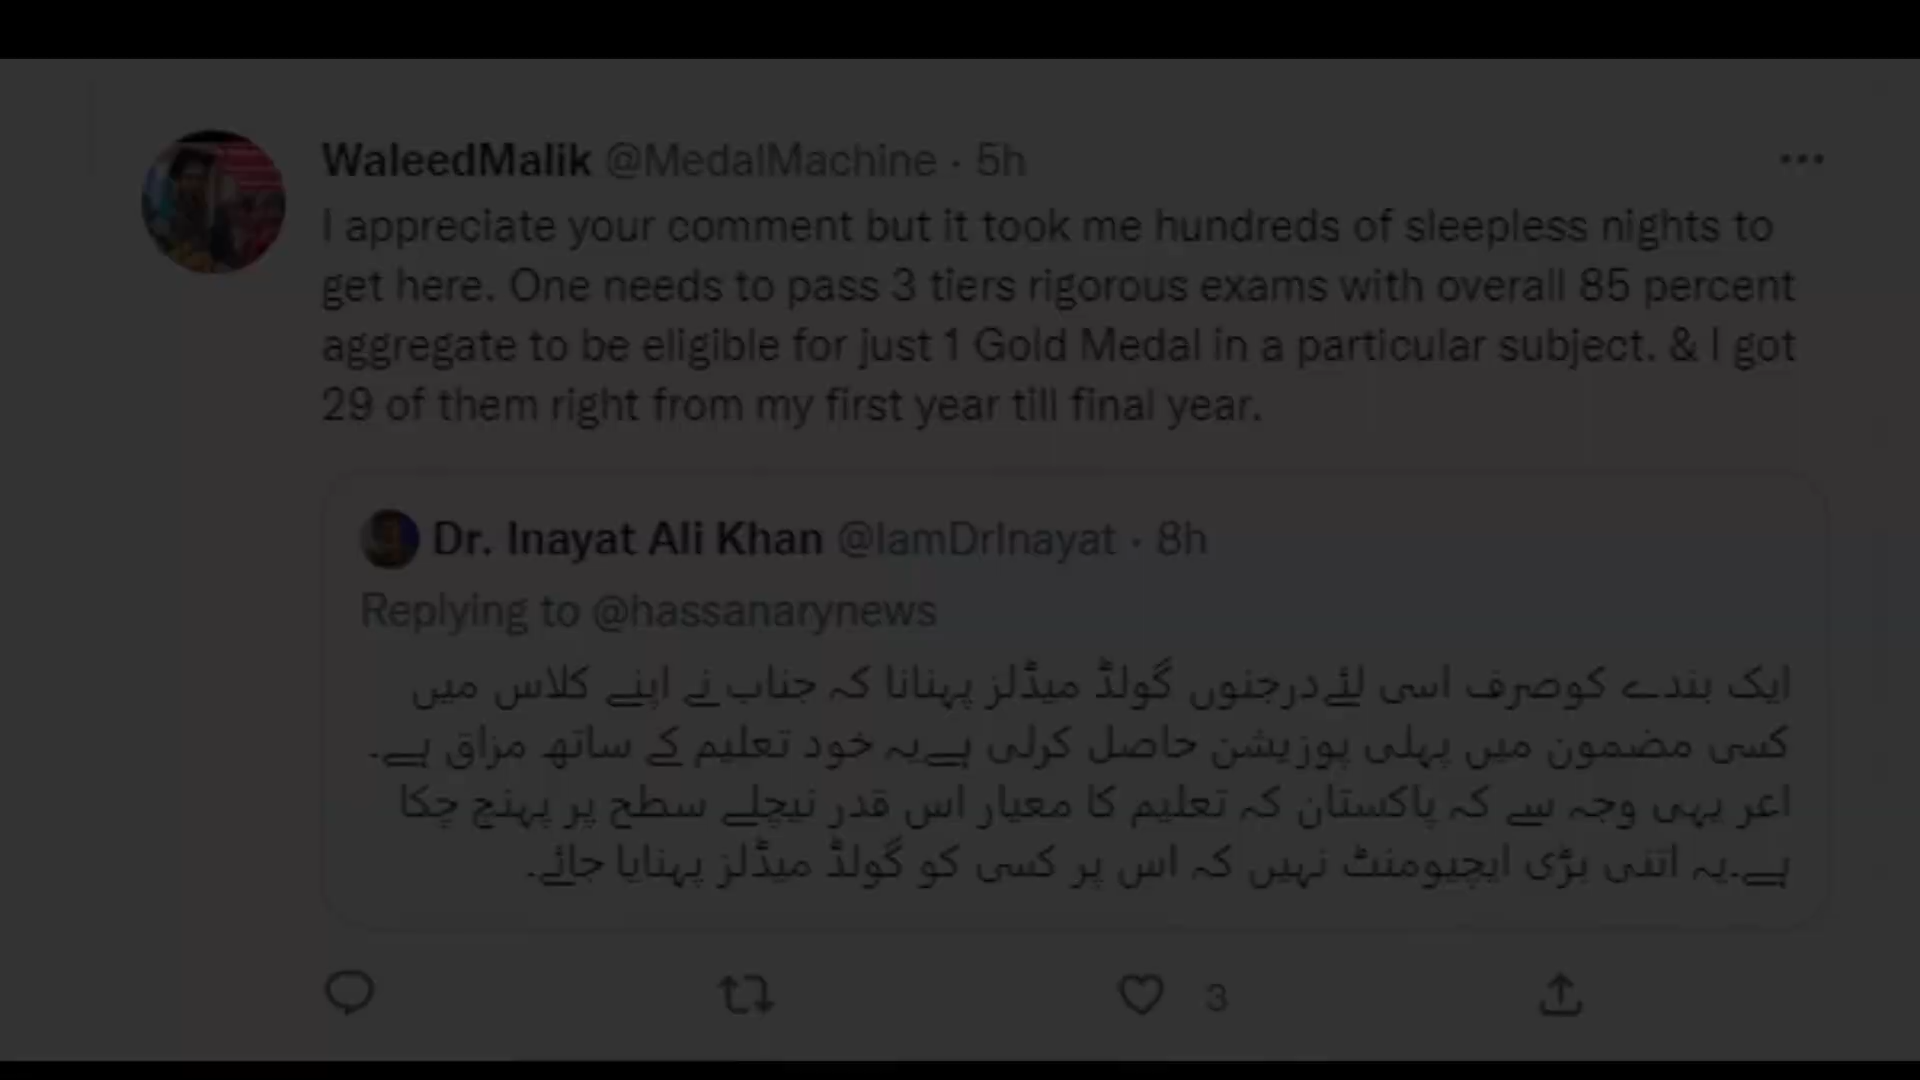 WaleedMalik @MedalMachine · 5h
I appreciate your comment but it took me hundreds of sleepless nights to
get here. One needs to pass 3 tiers rigorous exams with overall 85 percent
aggregate to be eligible for just 1 Gold Medal in a particular subject. & I got
29 of them right from my first year till final year.
Dr. Inayat Ali Khan @IamDrInayat · 8h
Replying to @hassanarynews
ایک بندے کوصرف اسی لئےدرجنوں گولڈ میڈلز پہنانا کہ جناب نے اپنے کلاس میں
کسی مضمون میں پہلی پوزیشن حاصل کرلی ہےیہ خود تعلیم کے ساتھ مزاق ہے۔
اعر یہی وجہ سے کہ پاکستان کہ تعلیم کا معیار اس قدر نیچلے سطح پر پہنچ چکا
ہے۔یہ اتنی بڑی ایچیومنٹ نہیں کہ اس پر کسی کو گولڈ میڈلز پہنایا جائے۔
3